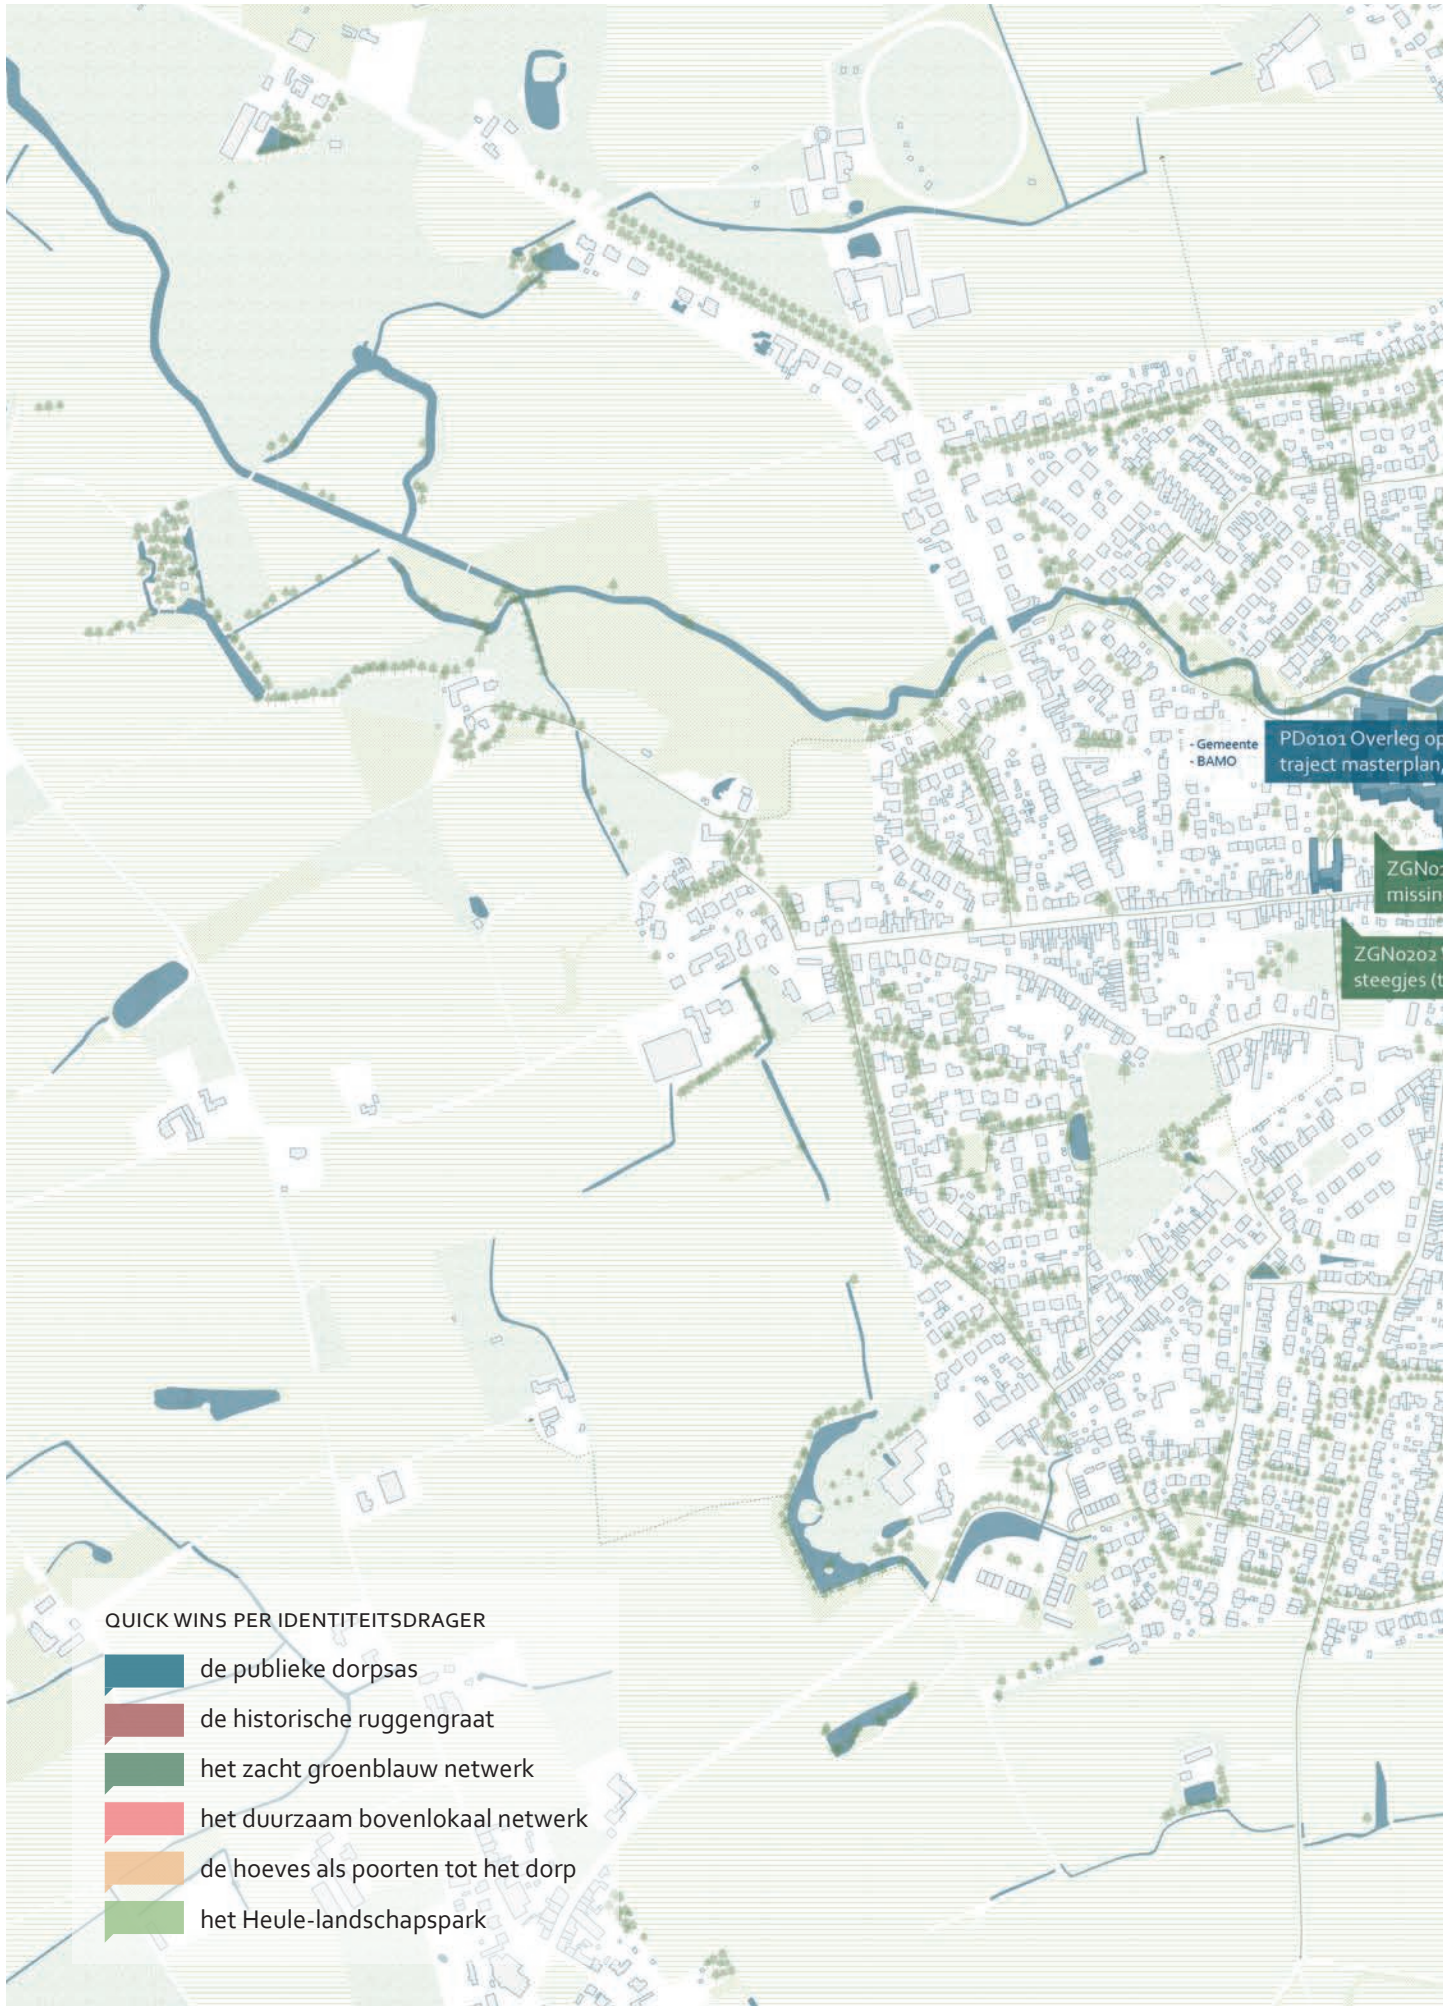 - Gemeente
- BAMO
PD0101 Overleg op
traject masterplan,
ZGN0
missin
ZGN0202
steegjes (t
QUICK WINS PER IDENTITEITSDRAGER
de publieke dorpsas
de historische ruggengraat
het zacht groenblauw netwerk
het duurzaam bovenlokaal netwerk
de hoeves als poorten tot het dorp
het Heule-landschapspark